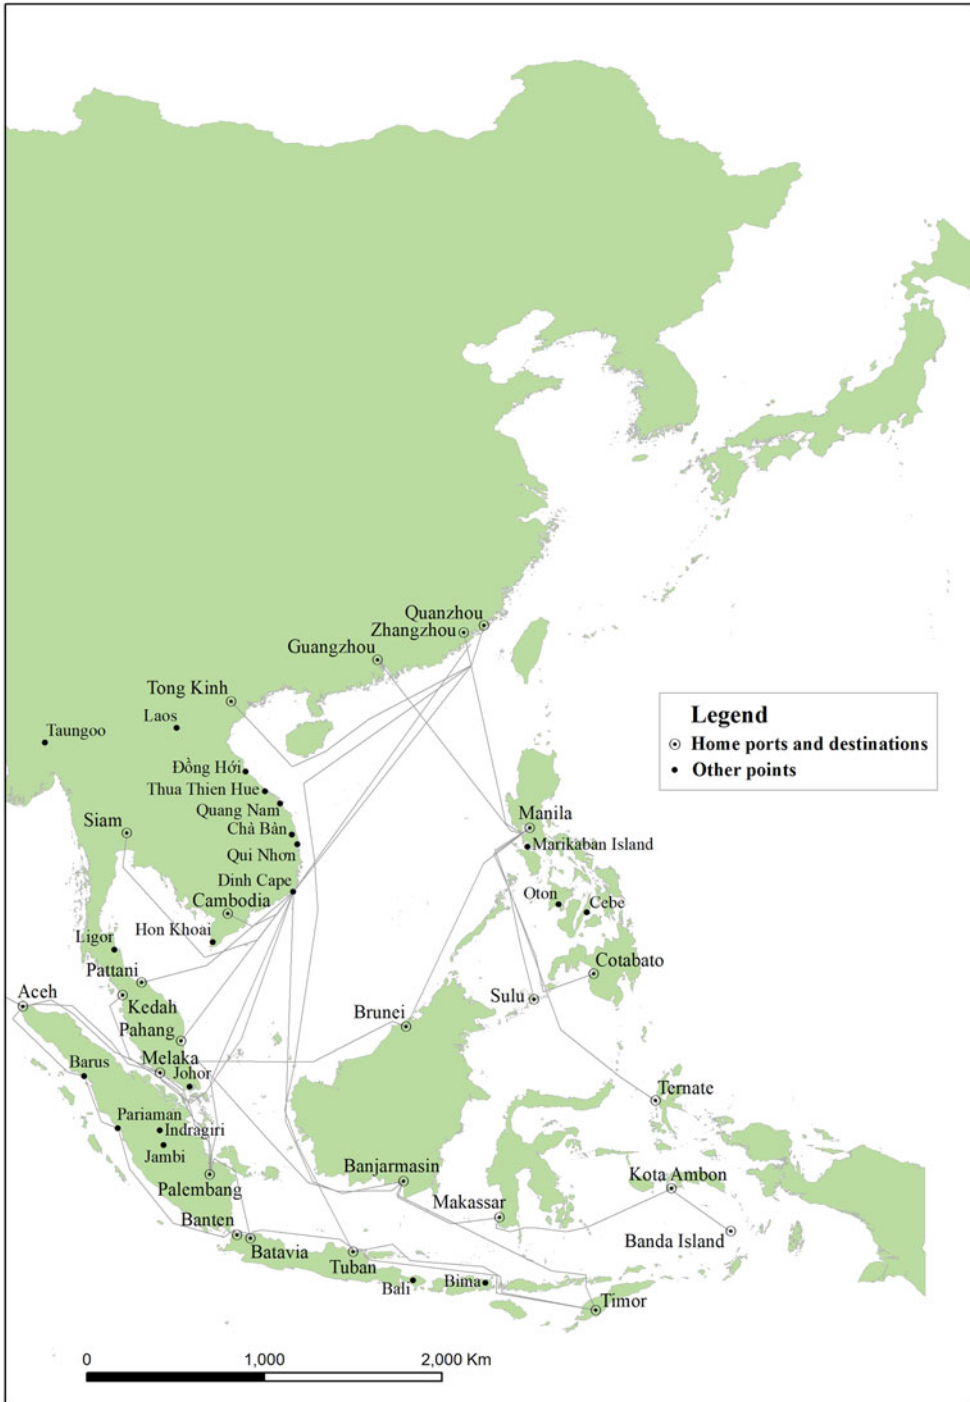 Quanzhou
Zhangzhou
Guangzhou
Tong Kinh
Laos
Taungoo
Legend
Home ports and destinations
Other points
Đồng Hới
Thua Thien Hue
Quang Nam
Siam
Chả Bàn
Manila
Qui Nhơn
Marikaban Island
Dinh Cape
Cambodia
Oton
Cebe
Hon Khoai
Ligor
Pattani
Cotabato
Aceh
Kedah
Sulu
Brunei
Pahang
Melaka
Barus
Johor
Ternate
Pariaman
Indragiri
Jambi
Banjarmasin
Kota Ambon
Palembang
Makassar
Banten
Banda Island
Batavia
Tuban
Bali
Bima
Timor
0 1,000 2,000 Km